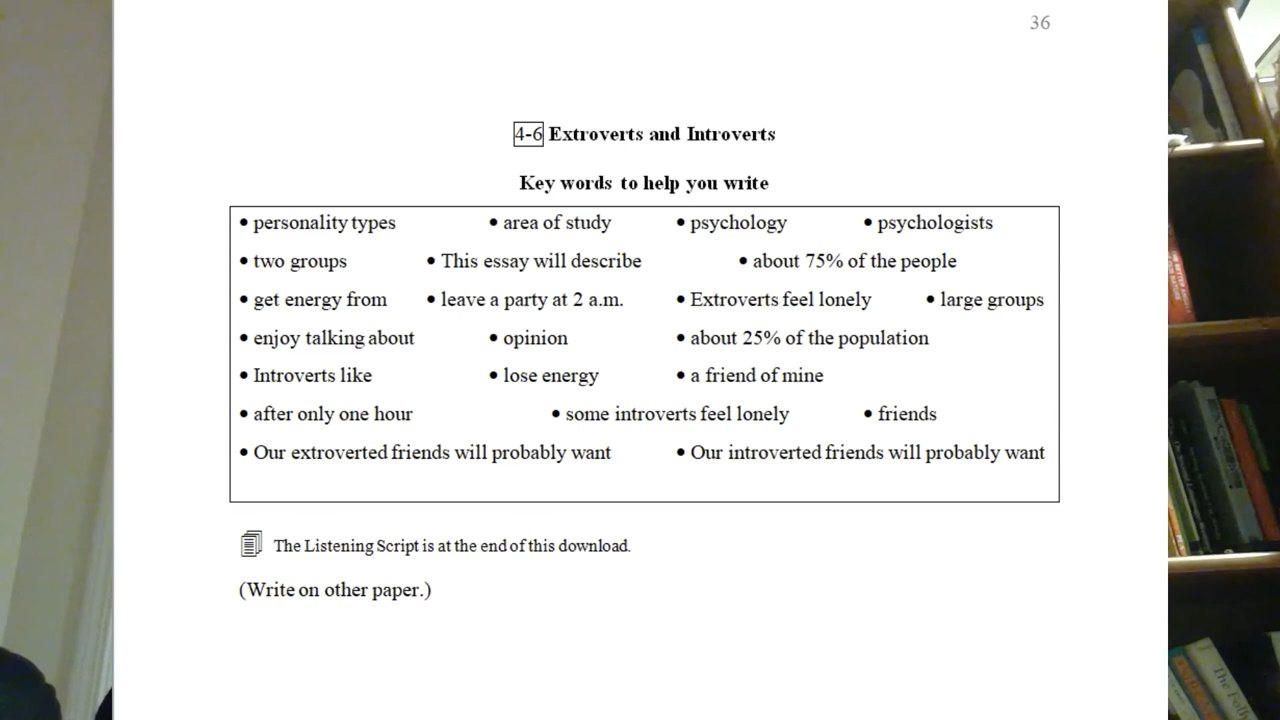 36
4-6 Extroverts and Introverts
Key words to help you write
• personality types • area of study • psychology • psychologists
• two groups • This essay will describe • about 75% of the people
• get energy from • leave a party at 2 a.m. • Extroverts feel lonely • large groups
• enjoy talking about • opinion • about 25% of the population
• Introverts like • lose energy • a friend of mine
• after only one hour • some introverts feel lonely • friends
• Our extroverted friends will probably want • Our introverted friends will probably want
The Listening Script is at the end of this download.
(Write on other paper.)